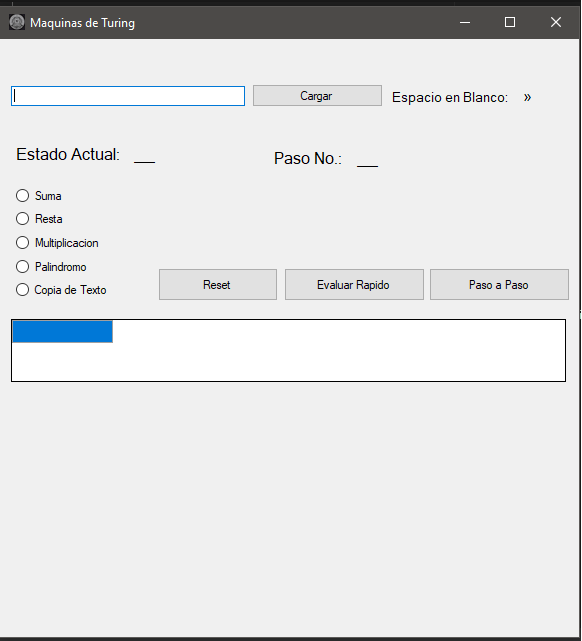 Maquinas de Turing
Cargar
Espacio en Blanco: »
Estado Actual: __
Paso No.: __
Suma
Resta
Multiplicacion
Palindromo
Copia de Texto
Reset
Evaluar Rapido
Paso a Paso